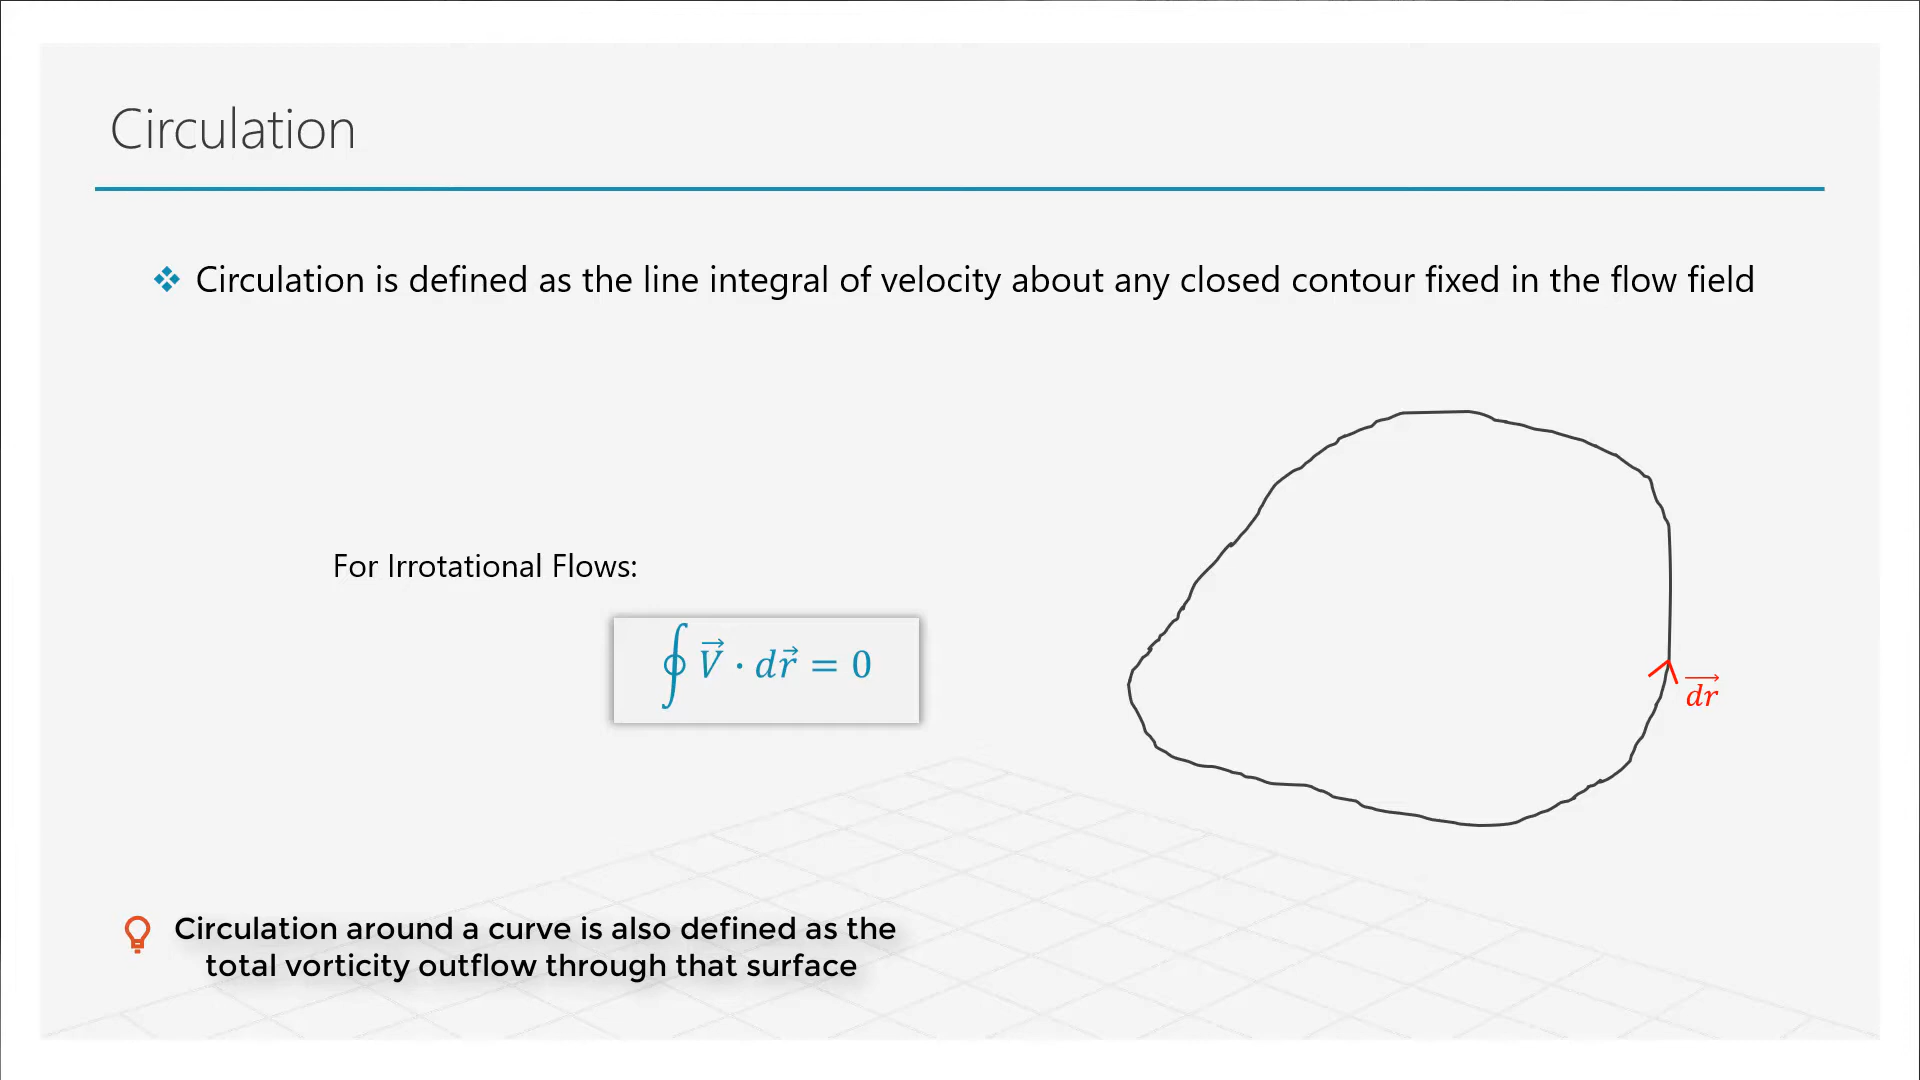 Circulation
❖ Circulation is defined as the line integral of velocity about any closed contour fixed in the flow field
For Irrotational Flows:
∮ V⃗ · dr⃗ = 0
d⃗r⃗
Circulation around a curve is also defined as the
total vorticity outflow through that surface